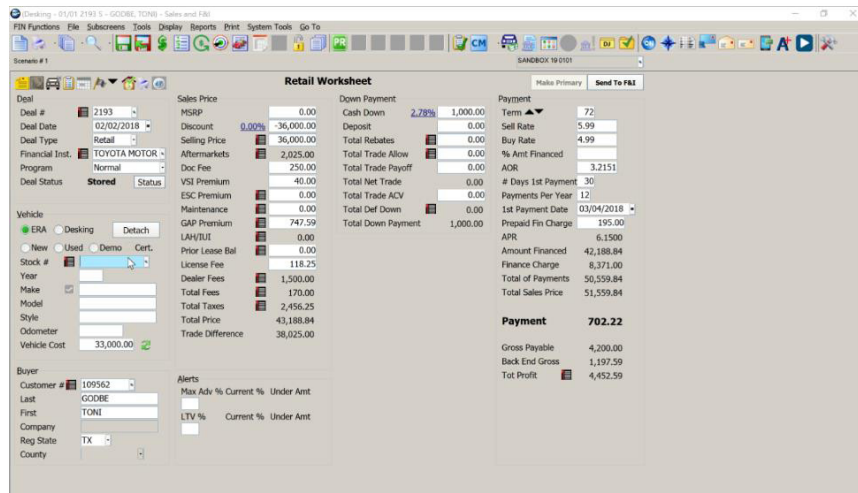 (Desking - 01/01 2193 S - GODBE, TONI) - Sales and F&I
FIN Functions File Subscreens Tools Display Reports Print System Tools Go To
PR CM
Scenario # 1 SANDBOX 19 0101
Retail Worksheet Make Primary Send To F&I
Deal
Deal # 2193
Deal Date 02/02/2018
Deal Type Retail
Financial Inst. TOYOTA MOTOR
Program Normal
Deal Status Stored Status
Vehicle
ERA Desking Detach
New Used Demo Cert.
Stock #
Year
Make
Model
Style
Odometer
Vehicle Cost 33,000.00
Buyer
Customer # 109562
Last GODBE
First TONI
Company
Reg State TX
County
Sales Price
MSRP 0.00
Discount 0.00% -36,000.00
Selling Price 36,000.00
Aftermarkets 2,025.00
Doc Fee 250.00
VSI Premium 40.00
ESC Premium 0.00
Maintenance 0.00
GAP Premium 747.59
LAH/IUI 0.00
Prior Lease Bal 0.00
License Fee 118.25
Dealer Fees 1,500.00
Total Fees 170.00
Total Taxes 2,456.25
Total Price 43,188.84
Trade Difference 38,025.00
Alerts
Max Adv % Current % Under Amt
LTV % Current % Under Amt
Down Payment
Cash Down 2.78% 1,000.00
Deposit 0.00
Total Rebates 0.00
Total Trade Allow 0.00
Total Trade Payoff 0.00
Total Net Trade 0.00
Total Trade ACV 0.00
Total Def Down 0.00
Total Down Payment 1,000.00
Payment
Term 72
Sell Rate 5.99
Buy Rate 4.99
% Amt Financed
AOR 3.2151
# Days 1st Payment 30
Payments Per Year 12
1st Payment Date 03/04/2018
Prepaid Fin Charge 195.00
APR 6.1500
Amount Financed 42,188.84
Finance Charge 8,371.00
Total of Payments 50,559.84
Total Sales Price 51,559.84
Payment 702.22
Gross Payable 4,200.00
Back End Gross 1,197.59
Tot Profit 4,452.59